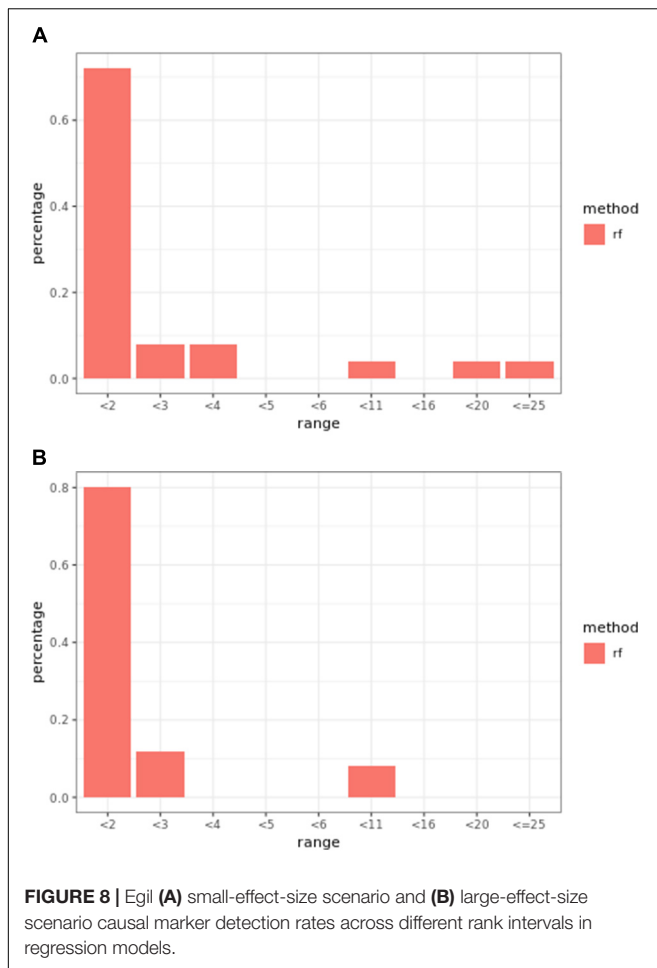 A
percentage
0.6
0.4
0.2
0.0
<2 <3 <4 <5 <6 <11 <16 <20 <=25
range
method
rf
B
percentage
0.8
0.6
0.4
0.2
0.0
<2 <3 <4 <5 <6 <11 <16 <20 <=25
range
method
rf
FIGURE 8 | Egil (A) small-effect-size scenario and (B) large-effect-size
scenario causal marker detection rates across different rank intervals in
regression models.